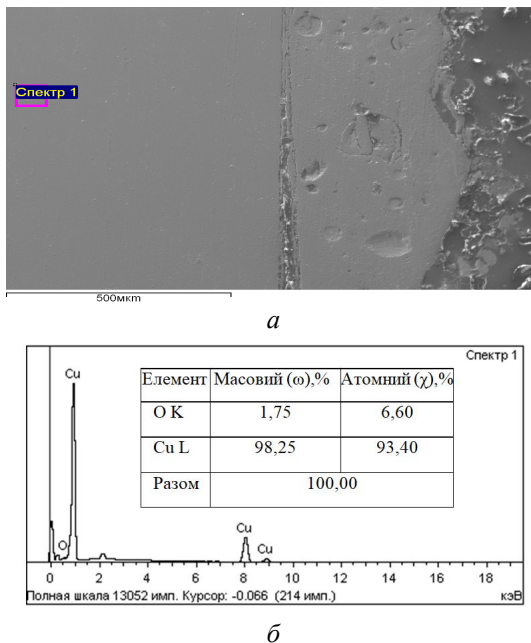 Спектр 1
500мкm
а
Спектр 1
Cu
Елемент Масовий (ω),% Атомний (χ),%
O K 1,75 6,60
Cu L 98,25 93,40
Разом 100,00
O
Cu
Cu
0 2 4 6 8 10 12 14 16 18
Полная шкала 13052 имп. Курсор: -0.066 (214 имп.) кэВ
б